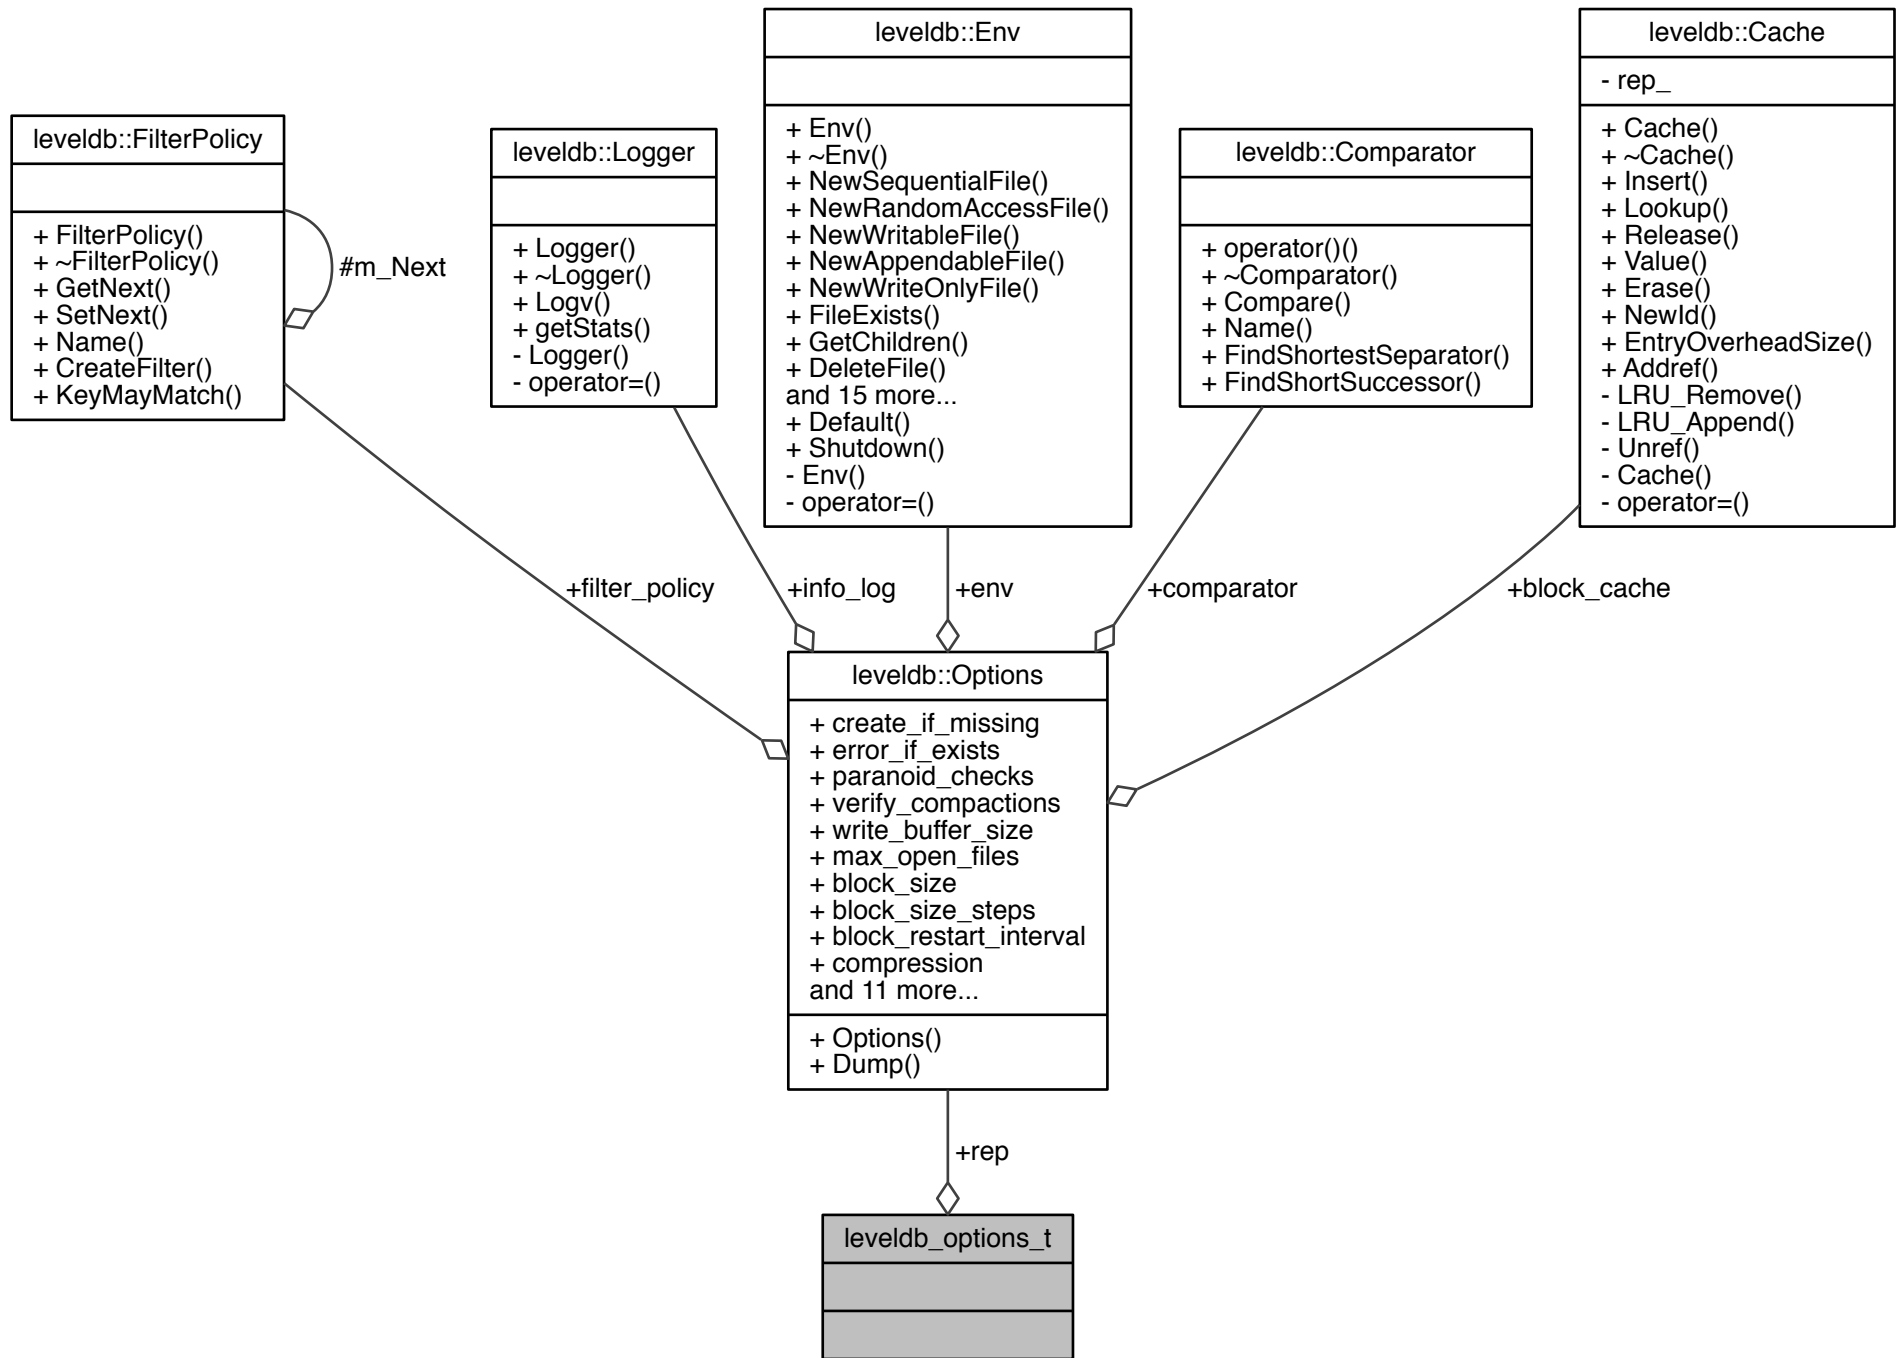 leveldb::FilterPolicy
+ FilterPolicy()
+ ~FilterPolicy()
+ GetNext()
+ SetNext()
+ Name()
+ CreateFilter()
+ KeyMayMatch()
#m_Next
leveldb::Logger
+ Logger()
+ ~Logger()
+ Logv()
+ getStats()
- Logger()
- operator=()
leveldb::Env
+ Env()
+ ~Env()
+ NewSequentialFile()
+ NewRandomAccessFile()
+ NewWritableFile()
+ NewAppendableFile()
+ NewWriteOnlyFile()
+ FileExists()
+ GetChildren()
+ DeleteFile()
and 15 more...
+ Default()
+ Shutdown()
- Env()
- operator=()
leveldb::Comparator
+ operator()()
+ ~Comparator()
+ Compare()
+ Name()
+ FindShortestSeparator()
+ FindShortSuccessor()
leveldb::Cache
- rep_
+ Cache()
+ ~Cache()
+ Insert()
+ Lookup()
+ Release()
+ Value()
+ Erase()
+ NewId()
+ EntryOverheadSize()
+ Addref()
- LRU_Remove()
- LRU_Append()
- Unref()
- Cache()
- operator=()
+filter_policy
+info_log
+env
+comparator
+block_cache
leveldb::Options
+ create_if_missing
+ error_if_exists
+ paranoid_checks
+ verify_compactions
+ write_buffer_size
+ max_open_files
+ block_size
+ block_size_steps
+ block_restart_interval
+ compression
and 11 more...
+ Options()
+ Dump()
+rep
leveldb_options_t